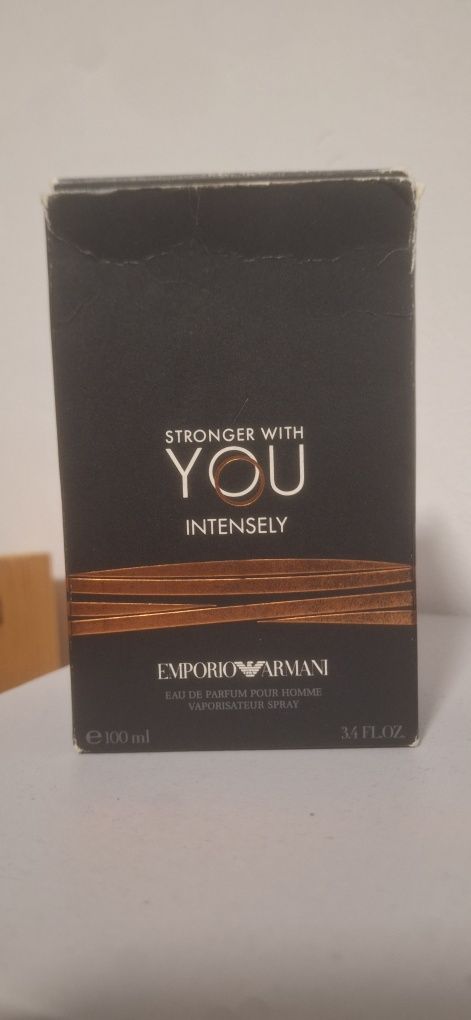 STRONGER WITH
YOU
INTENSELY
EMPORIO ARMANI
EAU DE PARFUM POUR HOMME
VAPORISATEUR SPRAY
℮ 100 ml 3.4 FL.OZ.